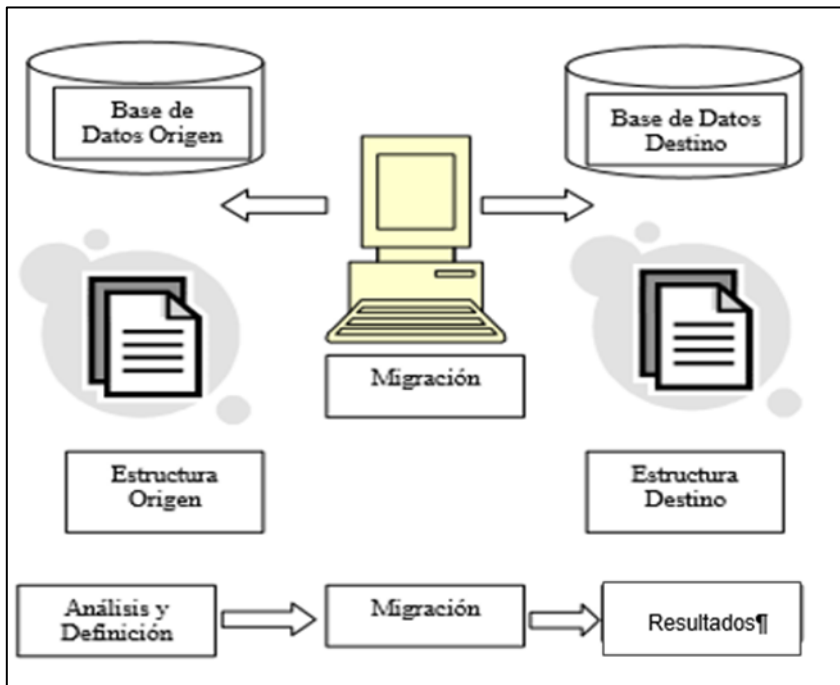 Base de
Datos Origen
Base de Datos
Destino
Migración
Estructura
Origen
Estructura
Destino
Análisis y
Definición
Migración
Resultados¶